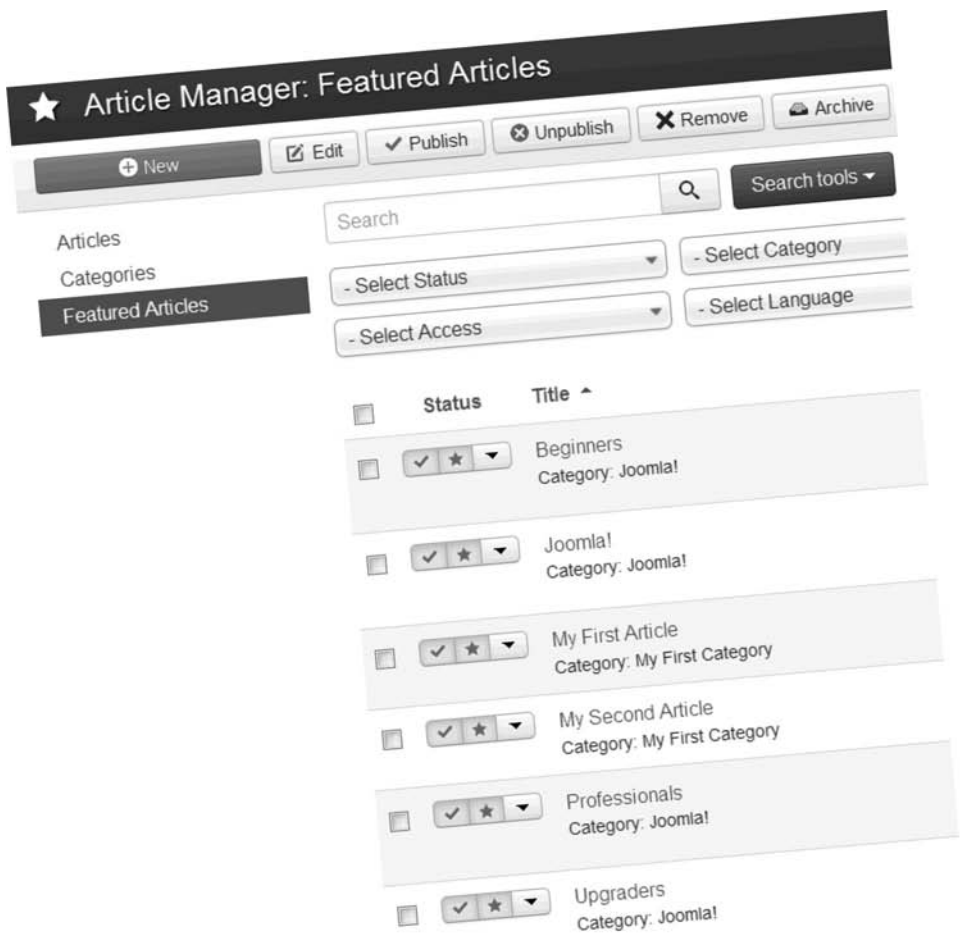 Article Manager: Featured Articles
New
Edit
Publish
Unpublish
Remove
Archive
Search
Search tools
Articles
Categories
Featured Articles
- Select Status
- Select Category
- Select Access
- Select Language
Status
Title
Beginners
Category: Joomla!
Joomla!
Category: Joomla!
My First Article
Category: My First Category
My Second Article
Category: My First Category
Professionals
Category: Joomla!
Upgraders
Category: Joomla!